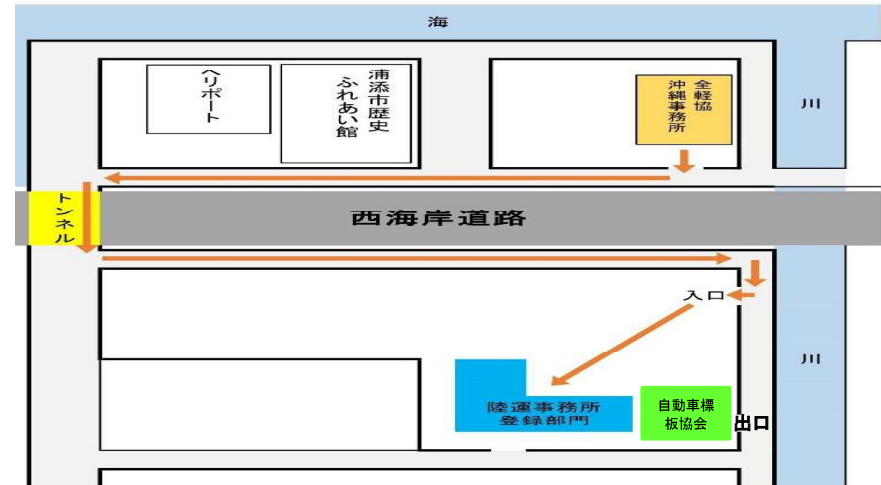 海
ヘリポート
浦添市歴史
ふれあい館
全軽協
沖縄事務所
川
トンネル
西海岸道路
入口
川
陸運事務所
登録部門
自動車標
板協会
出口